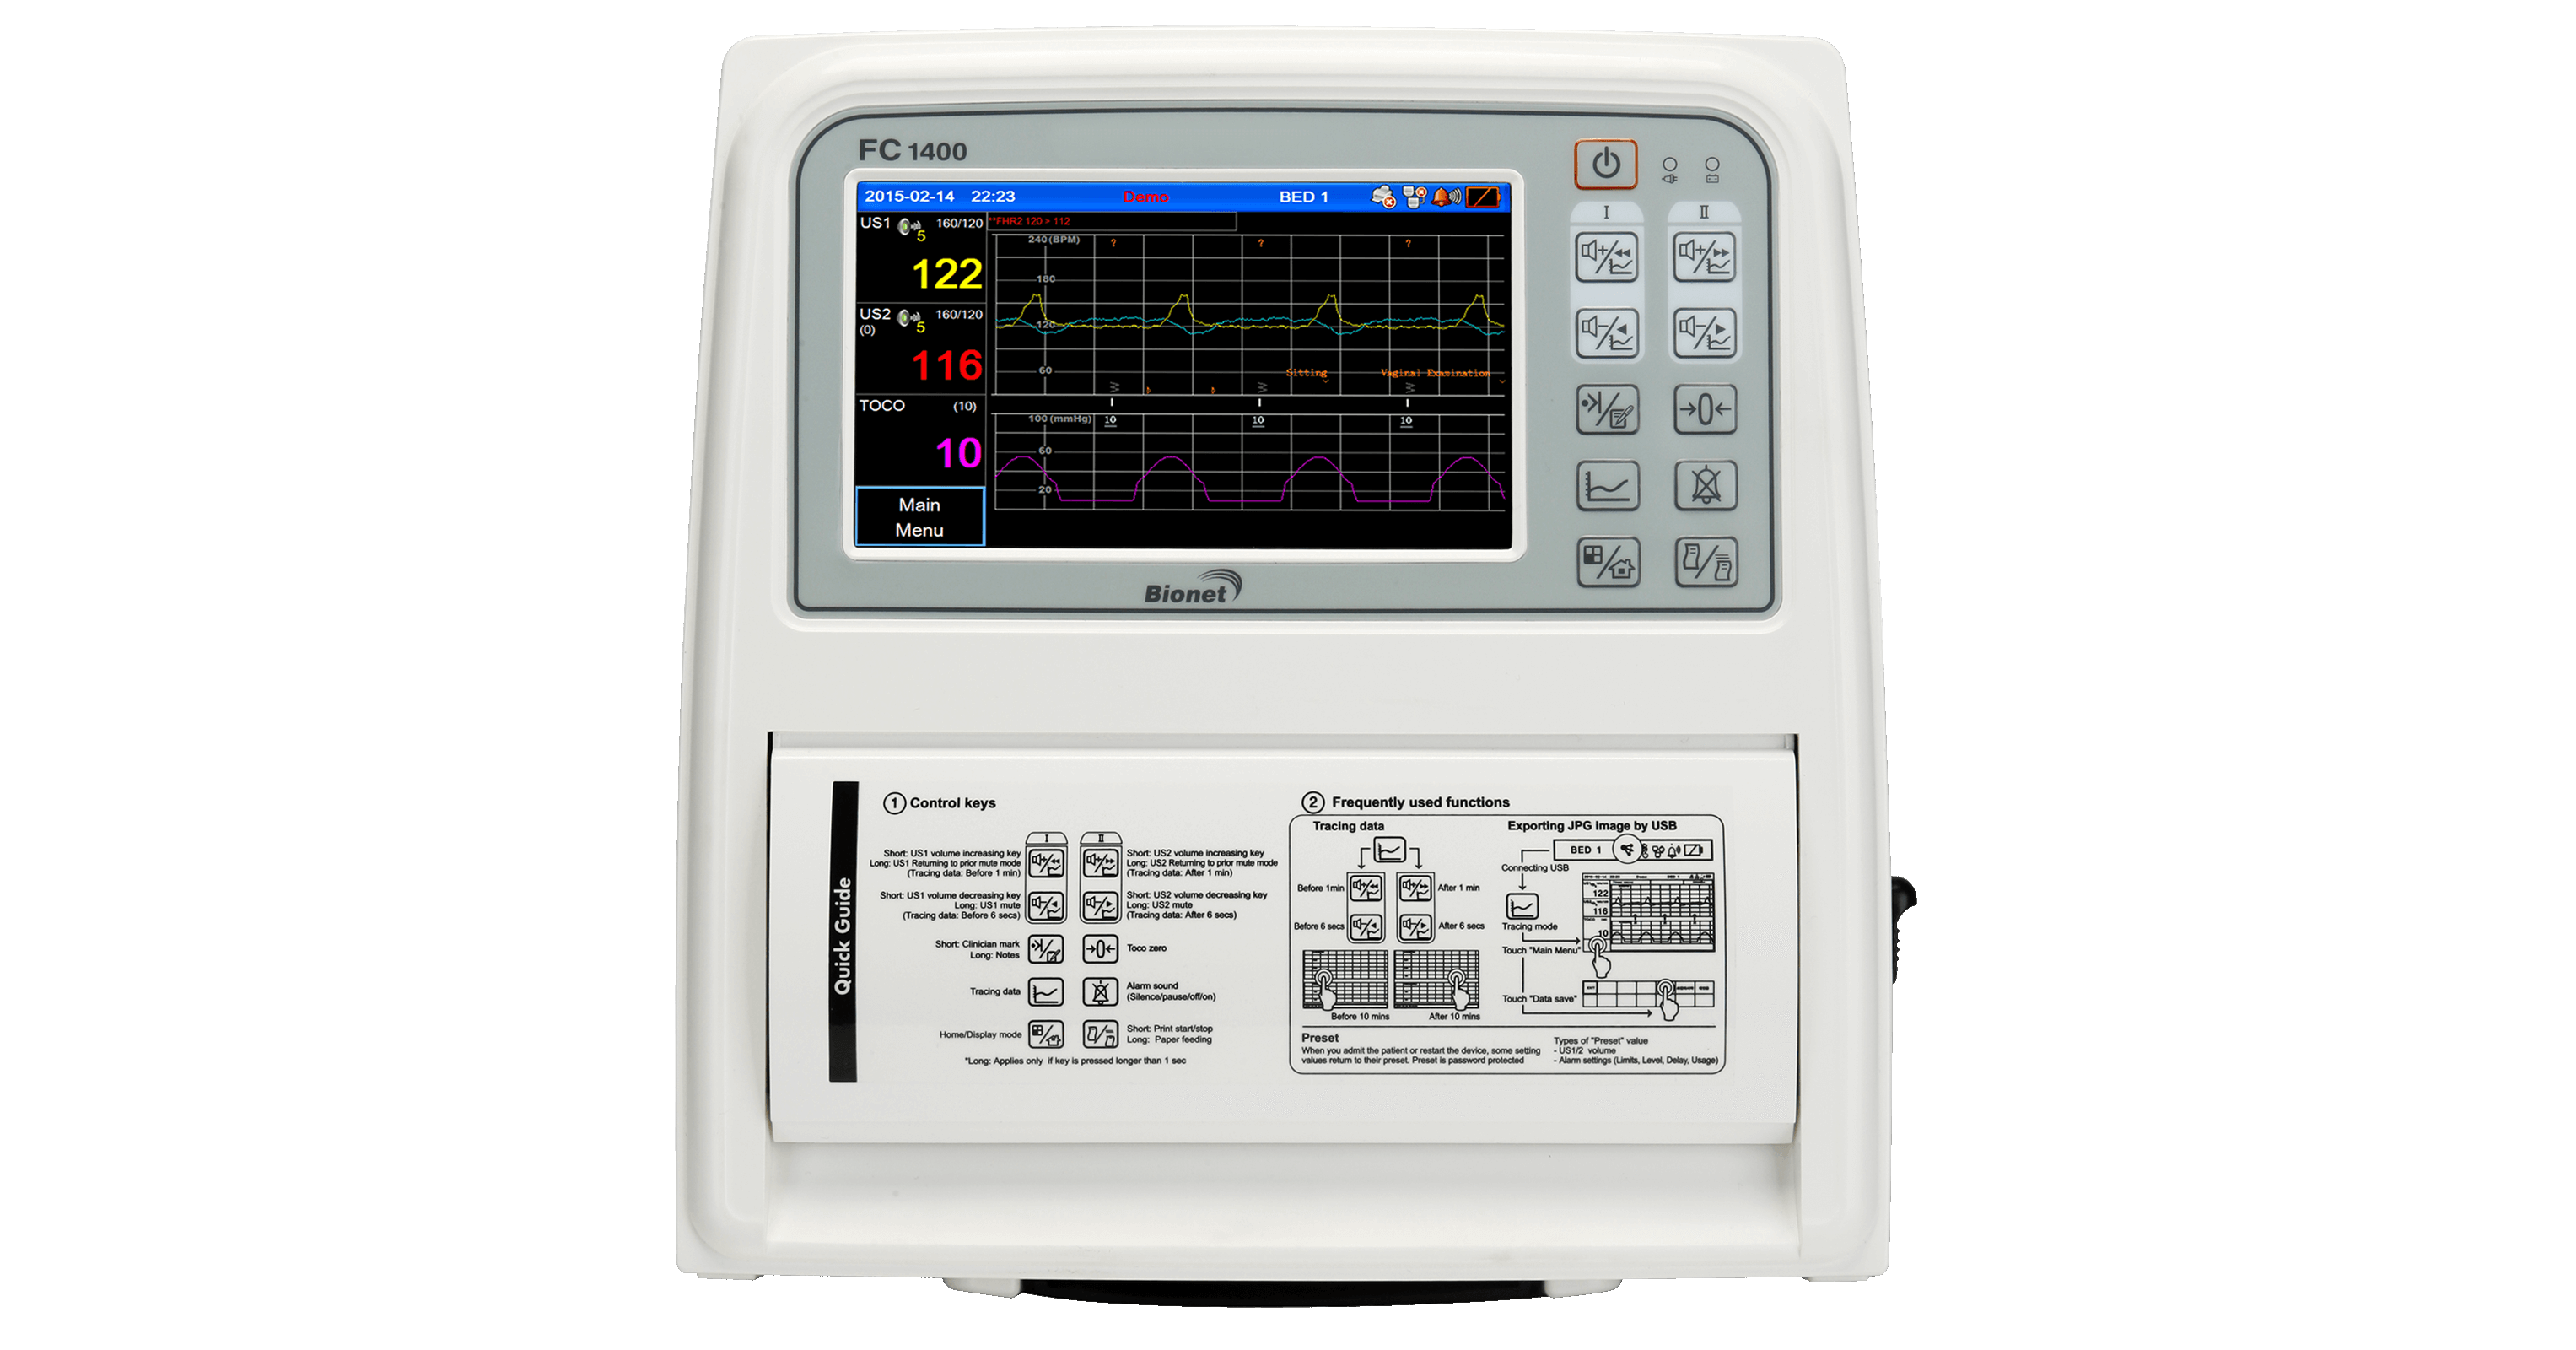 FC 1400
2015-02-14 22:23 Demo BED 1
US1 5 160/120
122
US2 5 160/120
(0)
116
TOCO (10)
10
Main
Menu
**FHR2 120 > 112
240 (BPM) ? ? ?
180
120
60
Sitting Vaginal Examination
100 (mmHg) 10 10 10
60
20
I II
Bionet
Quick Guide
1 Control keys
I II
Short: US1 volume increasing key
Long: US1 Returning to prior mute mode
(Tracing data: Before 1 min)
Short: US2 volume increasing key
Long: US2 Returning to prior mute mode
(Tracing data: After 1 min)
Short: US1 volume decreasing key
Long: US1 mute
(Tracing data: Before 6 secs)
Short: US2 volume decreasing key
Long: US2 mute
(Tracing data: After 6 secs)
Short: Clinician mark
Long: Notes
Toco zero
Tracing data
Alarm sound
(Silence/pause/off/on)
Home/Display mode
Short: Print start/stop
Long: Paper feeding
*Long: Applies only if key is pressed longer than 1 sec
2 Frequently used functions
Tracing data
Before 1min After 1 min
Before 6 secs After 6 secs
Before 10 mins After 10 mins
Exporting JPG image by USB
BED 1
Connecting USB
122
116
10
Tracing mode
Touch "Main Menu"
Touch "Data save"
Preset
When you admit the patient or restart the device, some setting
values return to their preset. Preset is password protected
Types of "Preset" value
- US1/2 volume
- Alarm settings (Limits, Level, Delay, Usage)